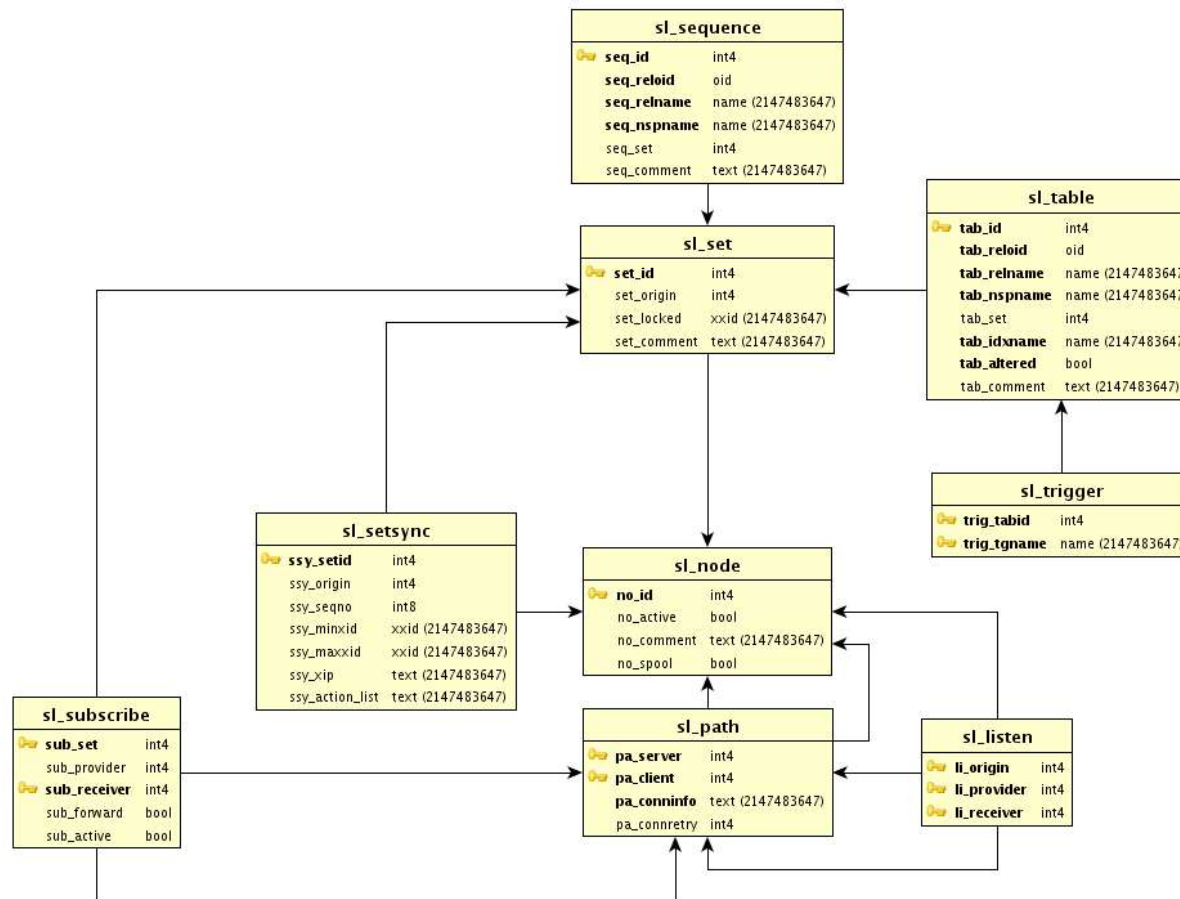 sl_sequence
seq_id int4
seq_reloid oid
seq_relname name (2147483647)
seq_nspname name (2147483647)
seq_set int4
seq_comment text (2147483647)
sl_table
tab_id int4
tab_reloid oid
tab_relname name (2147483647
tab_nspname name (2147483647
tab_set int4
tab_idxname name (2147483647
tab_altered bool
tab_comment text (2147483647)
sl_set
set_id int4
set_origin int4
set_locked xxid (2147483647)
set_comment text (2147483647)
sl_trigger
trig_tabid int4
trig_tgname name (2147483647
sl_setsync
ssy_setid int4
ssy_origin int4
ssy_seqno int8
ssy_minxid xxid (2147483647)
ssy_maxxid xxid (2147483647)
ssy_xip text (2147483647)
ssy_action_list text (2147483647)
sl_node
no_id int4
no_active bool
no_comment text (2147483647)
no_spool bool
sl_subscribe
sub_set int4
sub_provider int4
sub_receiver int4
sub_forward bool
sub_active bool
sl_path
pa_server int4
pa_client int4
pa_conninfo text (2147483647)
pa_connretry int4
sl_listen
li_origin int4
li_provider int4
li_receiver int4